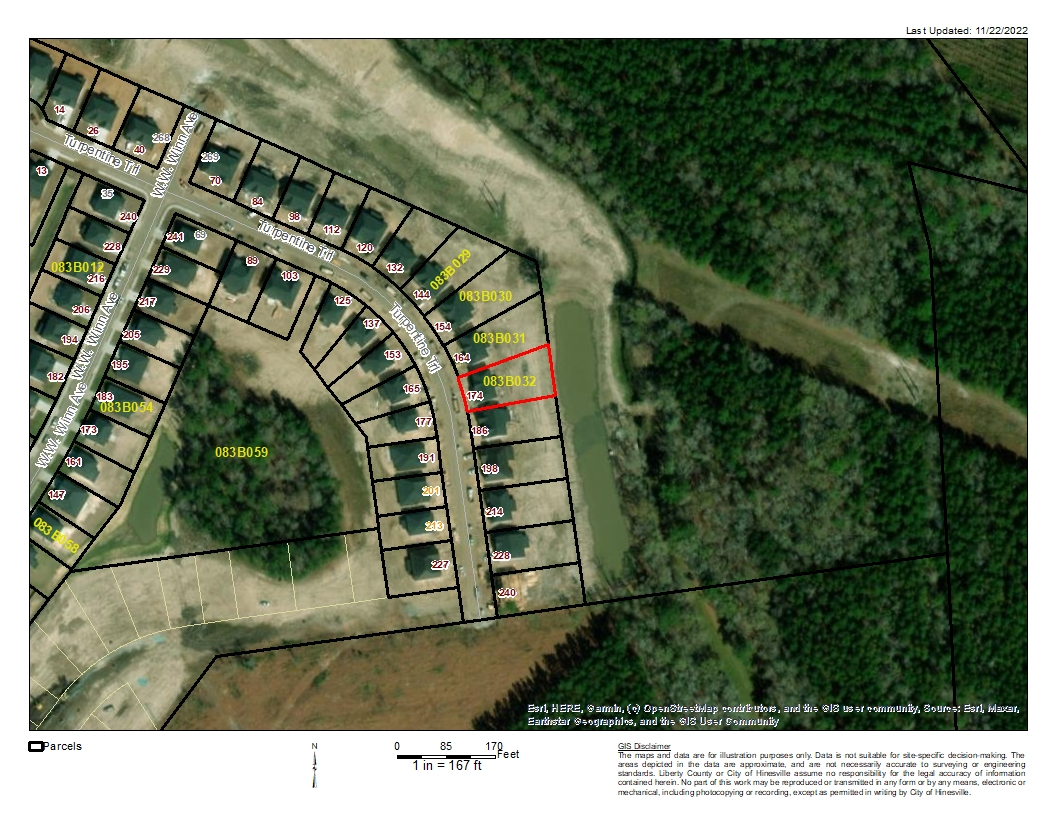 Last Updated: 11/22/2022
14
26
40
268
Turpentine Trl
W.A.W. Winn Ave
269
70
13
35
84
98
112
120
132
144
083B029
240
241
69
Turpentine Trl
228
89
103
083B012
216
229
125
083B030
206
217
137
Turpentine Trl
154
194
205
153
083B031
164
182
195
165
083B032
174
183
083B054
177
186
W.A.W. Winn Ave
W.A.W. Winn Ave
173
161
083B059
191
198
147
201
214
083B058
213
228
227
240
Esri, HERE, Garmin, (c) OpenStreetMap contributors, and the GIS user community, Source: Esri, Maxar,
Earthstar Geographics, and the GIS User Community
Parcels
N
0 85 170
Feet
1 in = 167 ft
GIS Disclaimer
The maps and data are for illustration purposes only. Data is not suitable for site-specific decision-making. The
areas depicted in the data are approximate, and are not necessarily accurate to surveying or engineering
standards. Liberty County or City of Hinesville assume no responsibility for the legal accuracy of information
contained herein. No part of this work may be reproduced or transmitted in any form or by any means, electronic or
mechanical, including photocopying or recording, except as permitted in writing by City of Hinesville.